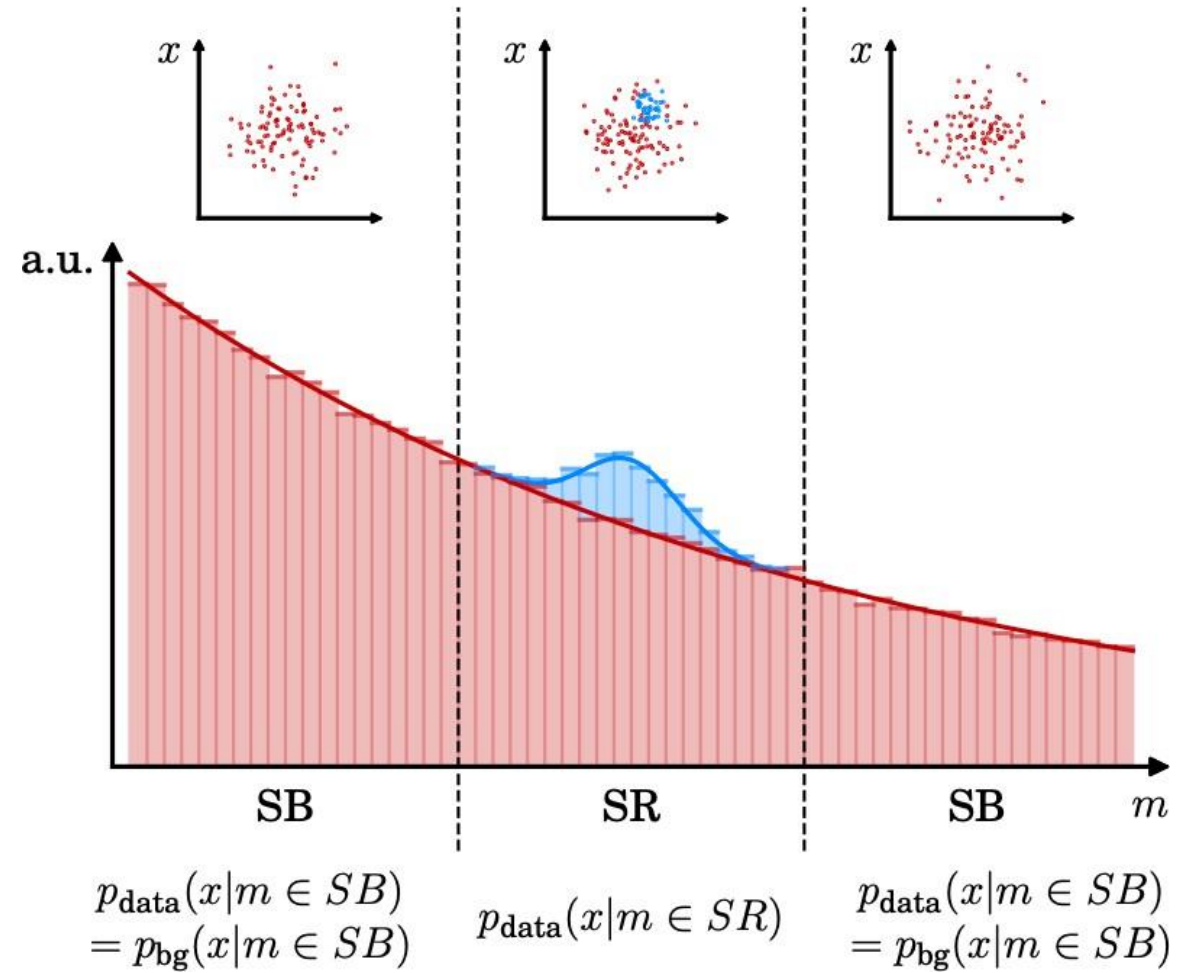 x
x
x
a.u.
SB
SR
SB
m
p_data(x|m ∈ SB)
= p_bg(x|m ∈ SB)
p_data(x|m ∈ SR)
p_data(x|m ∈ SB)
= p_bg(x|m ∈ SB)